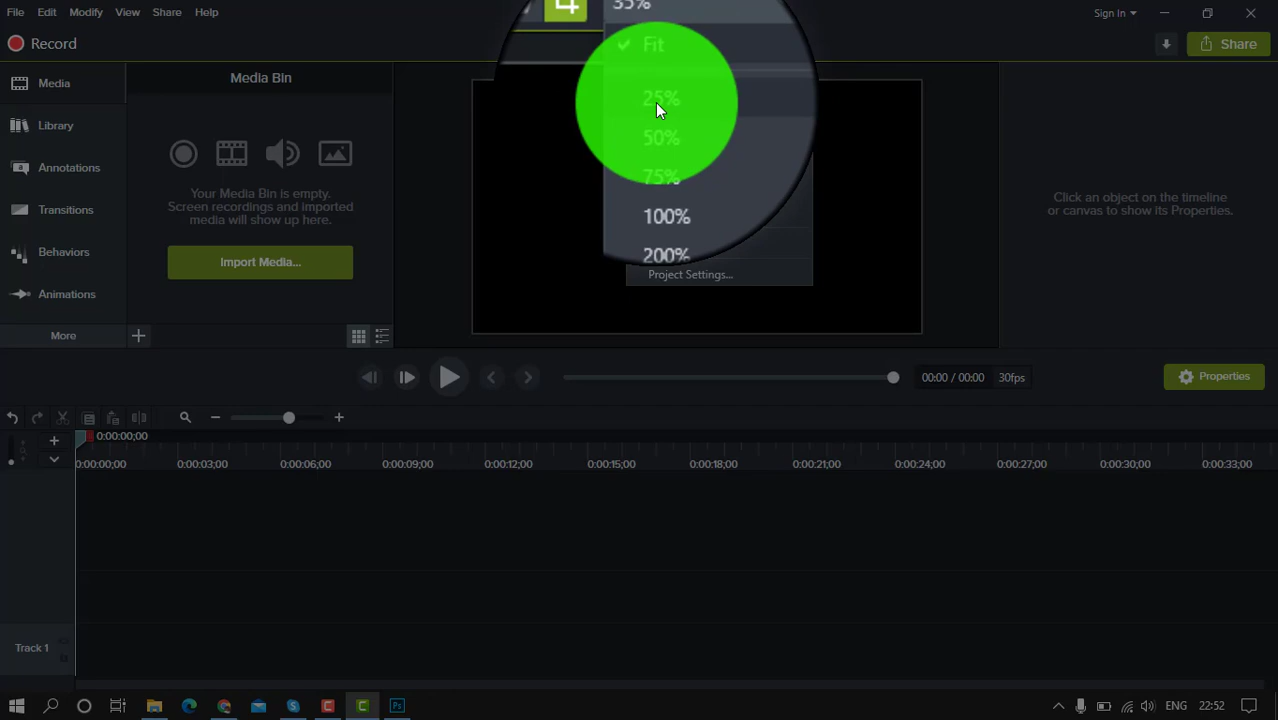 File Edit Modify View Share Help
Sign In
Record
Share
Media
Library
Annotations
Transitions
Behaviors
Animations
More
Media Bin
Your Media Bin is empty.
Screen recordings and imported
media will show up here.
Import Media...
35%
Fit
25%
50%
75%
100%
200%
Project Settings...
Click an object on the timeline
or canvas to show its Properties.
00:00 / 00:00 30fps
Properties
0:00:00;00
0:00:00;00 0:00:03;00 0:00:06;00 0:00:09;00 0:00:12;00 0:00:15;00 0:00:18;00 0:00:21;00 0:00:24;00 0:00:27;00 0:00:30;00 0:00:33;00
Track 1
ENG 22:52